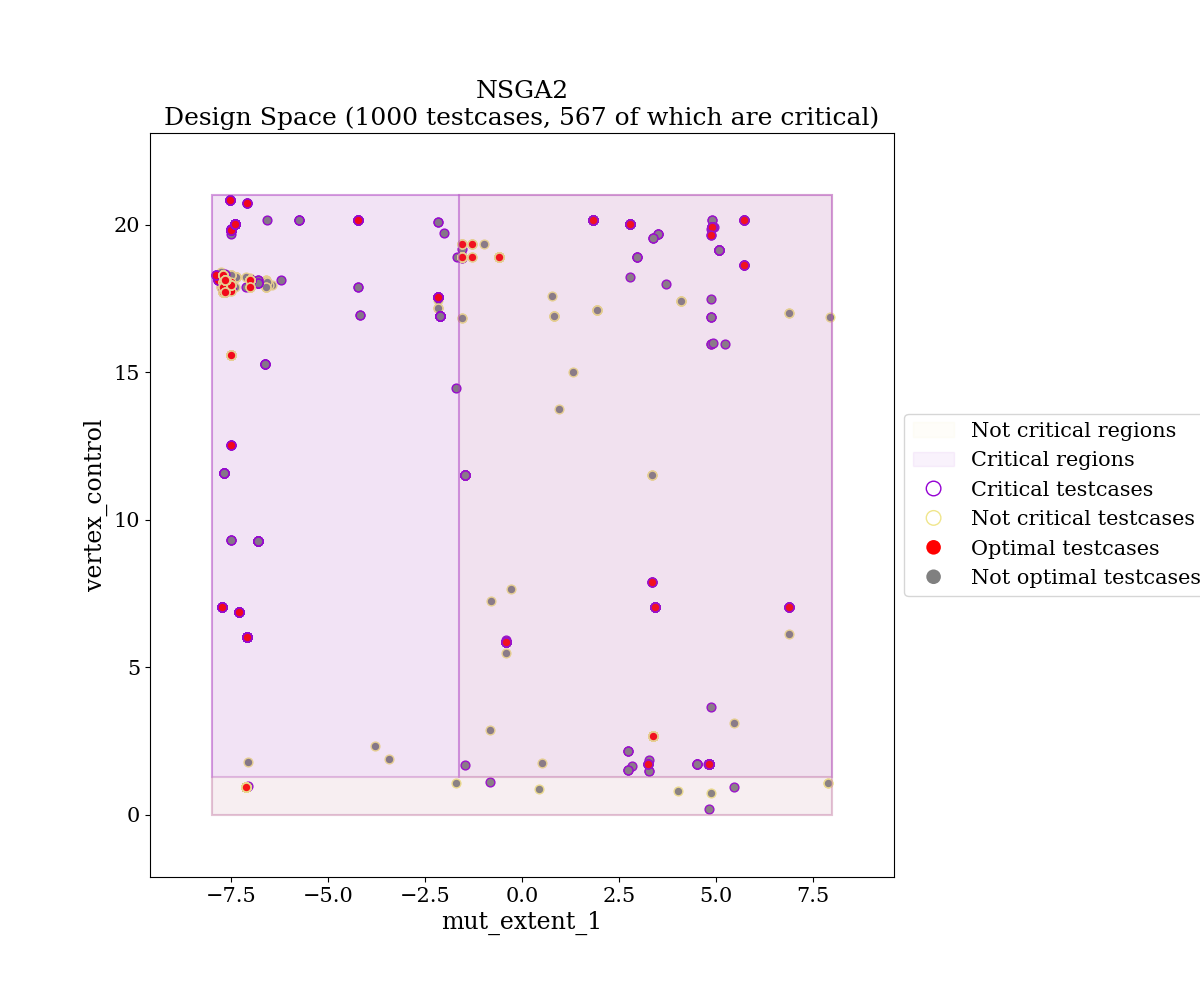 NSGA2
Design Space (1000 testcases, 567 of which are critical)
vertex_control
20
15
10
5
0
−7.5
−5.0
−2.5
0.0
2.5
5.0
7.5
mut_extent_1
Not critical regions
Critical regions
Critical testcases
Not critical testcases
Optimal testcases
Not optimal testcases